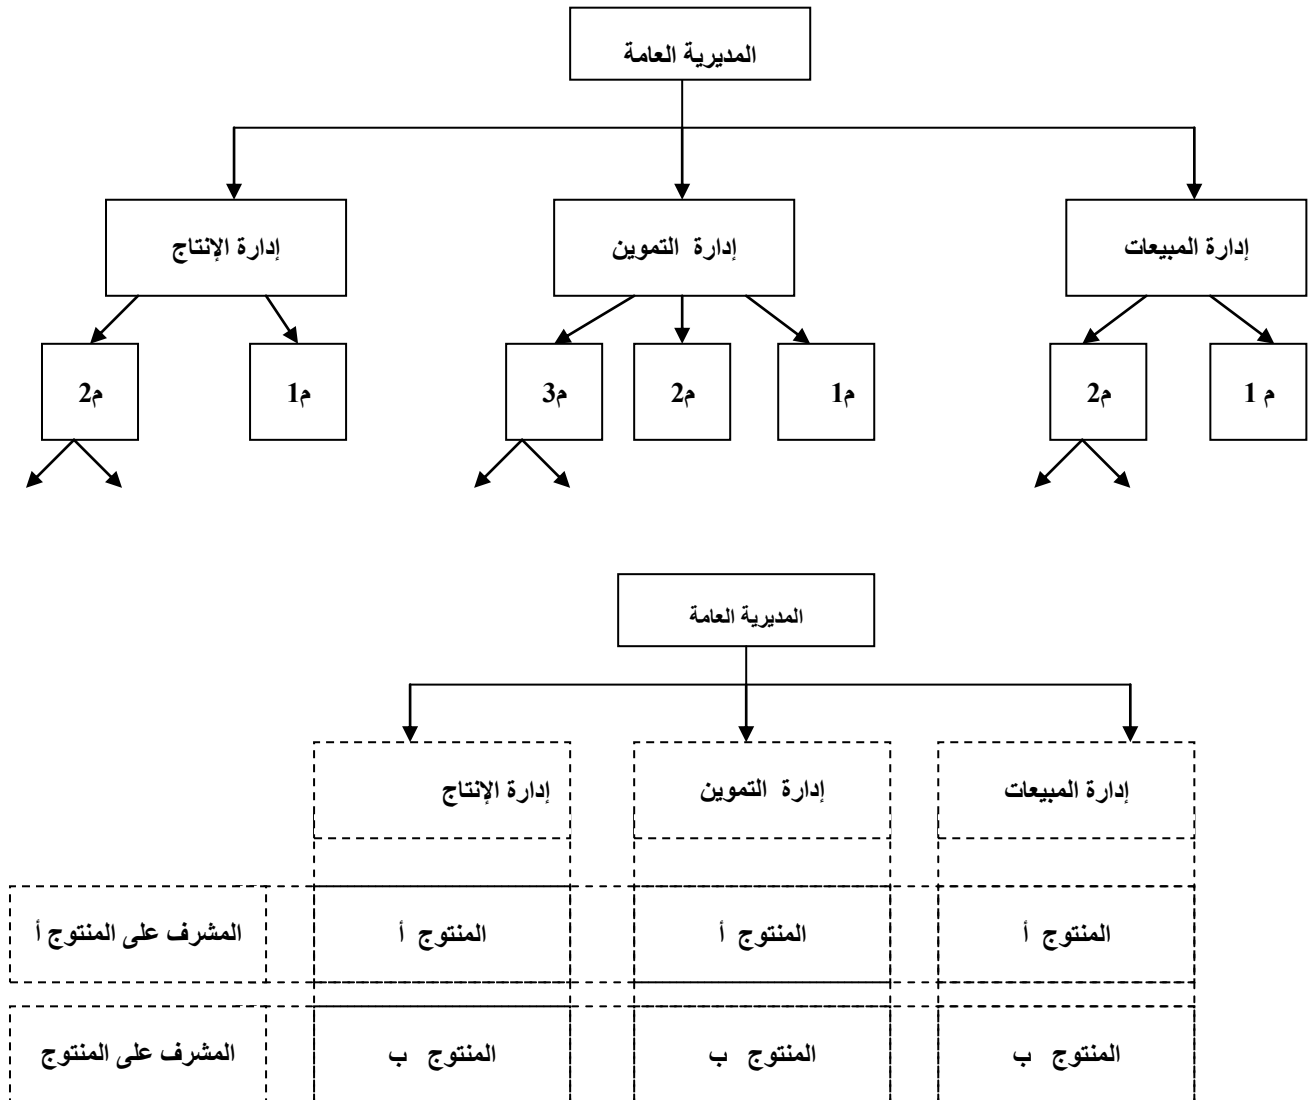 المديرية العامة
إدارة المبيعات
إدارة التموين
إدارة الإنتاج
م 1
م2
م1
م2
م3
م1
م2
المديرية العامة
إدارة المبيعات
إدارة التموين
إدارة الإنتاج
المنتوج أ
المنتوج أ
المنتوج أ
المشرف على المنتوج أ
المنتوج ب
المنتوج ب
المنتوج ب
المشرف على المنتوج